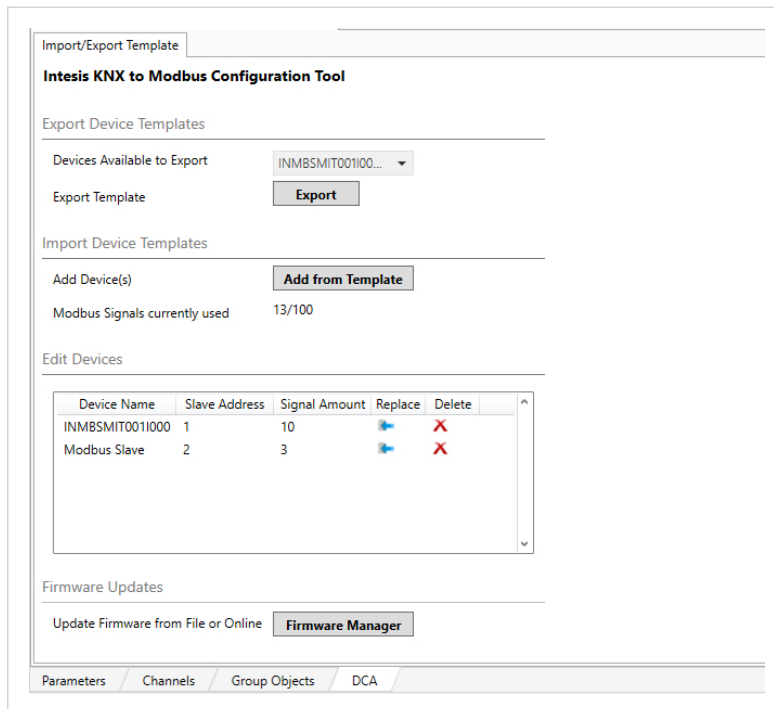 Import/Export Template
Intesis KNX to Modbus Configuration Tool
Export Device Templates
Devices Available to Export INMBSMIT001I00...
Export Template Export
Import Device Templates
Add Device(s) Add from Template
Modbus Signals currently used 13/100
Edit Devices
Device Name Slave Address Signal Amount Replace Delete
INMBSMIT001I000 1 10
Modbus Slave 2 3
Firmware Updates
Update Firmware from File or Online Firmware Manager
Parameters Channels Group Objects DCA